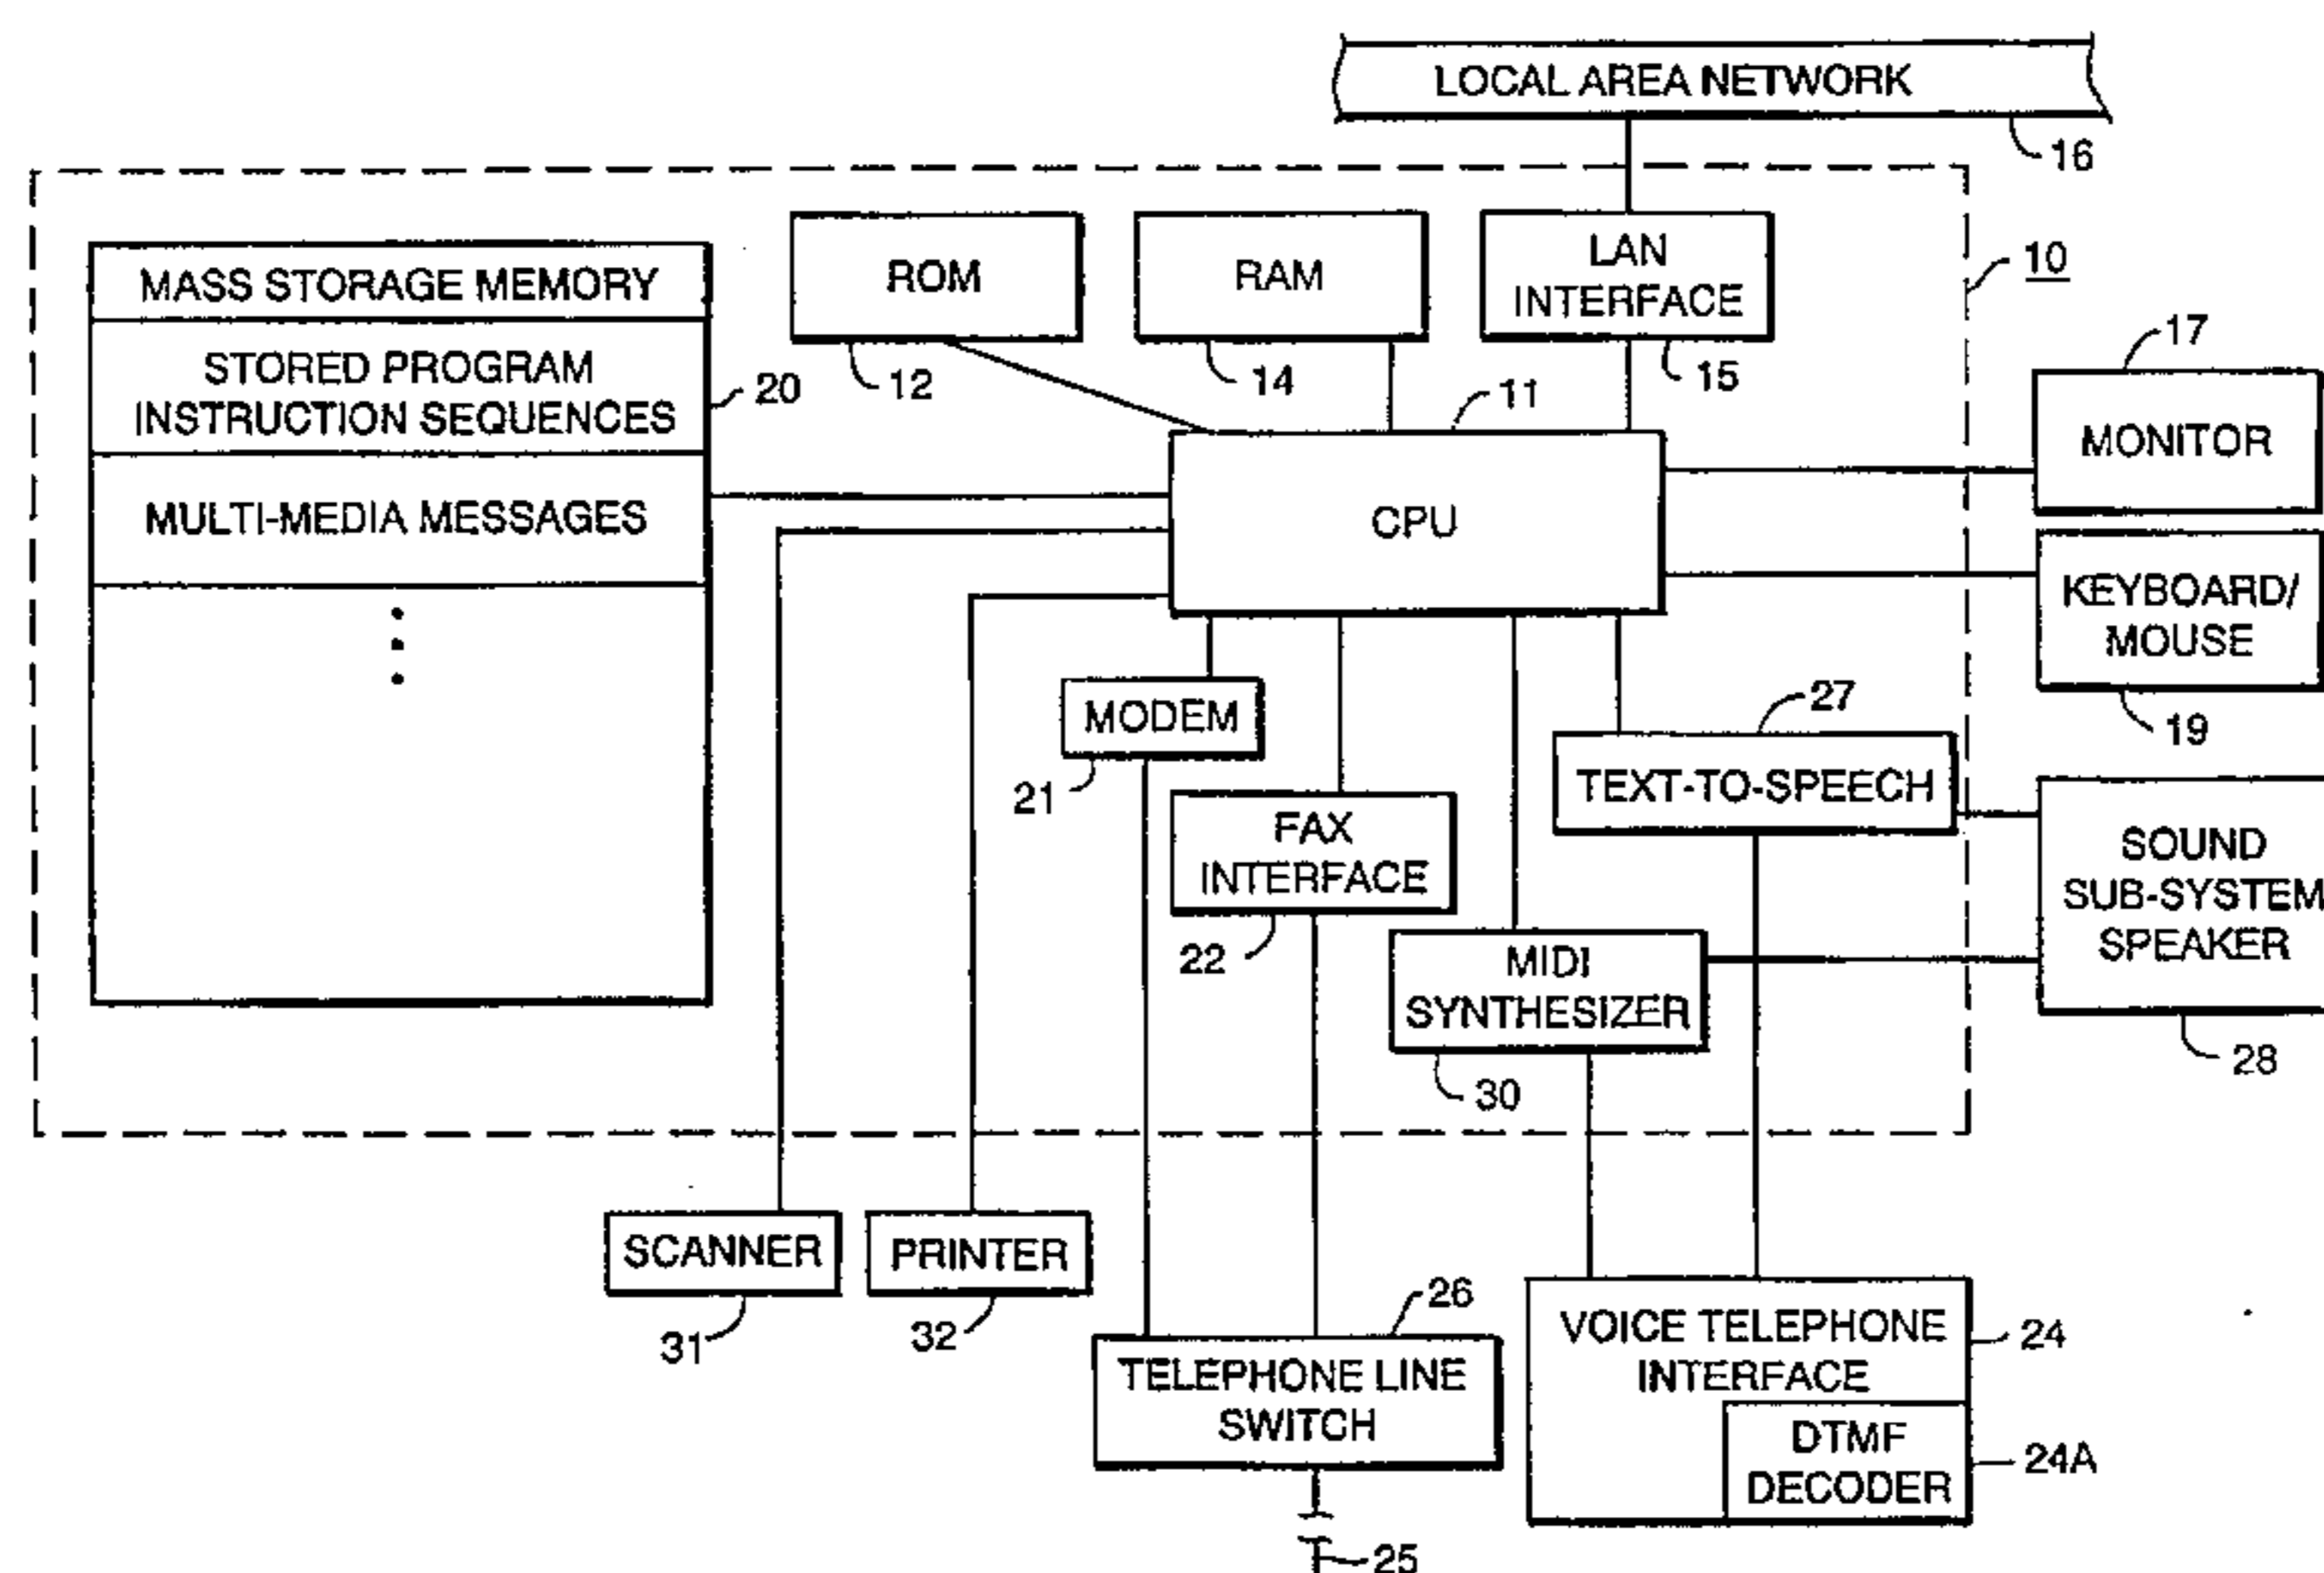 LOCAL AREA NETWORK
16
10
MASS STORAGE MEMORY
STORED PROGRAM
INSTRUCTION SEQUENCES
MULTI-MEDIA MESSAGES
20
ROM
12
RAM
14
LAN
INTERFACE
15
11
CPU
17
MONITOR
KEYBOARD/
MOUSE
19
MODEM
21
27
TEXT-TO-SPEECH
FAX
INTERFACE
22
SOUND
SUB-SYSTEM
SPEAKER
28
MIDI
SYNTHESIZER
30
SCANNER
31
PRINTER
32
26
TELEPHONE LINE
SWITCH
25
VOICE TELEPHONE
INTERFACE
24
DTMF
DECODER
24A